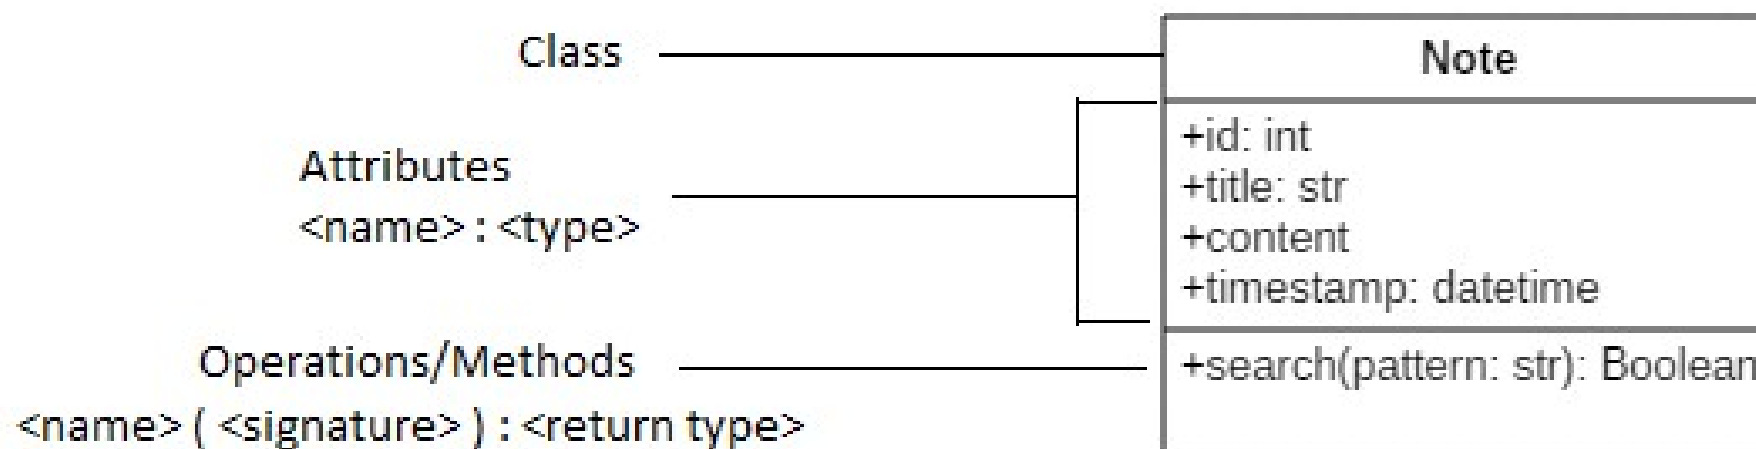 Class
Note
Attributes
<name> : <type>
+id: int
+title: str
+content
+timestamp: datetime
Operations/Methods
<name> ( <signature> ) : <return type>
+search(pattern: str): Boolean